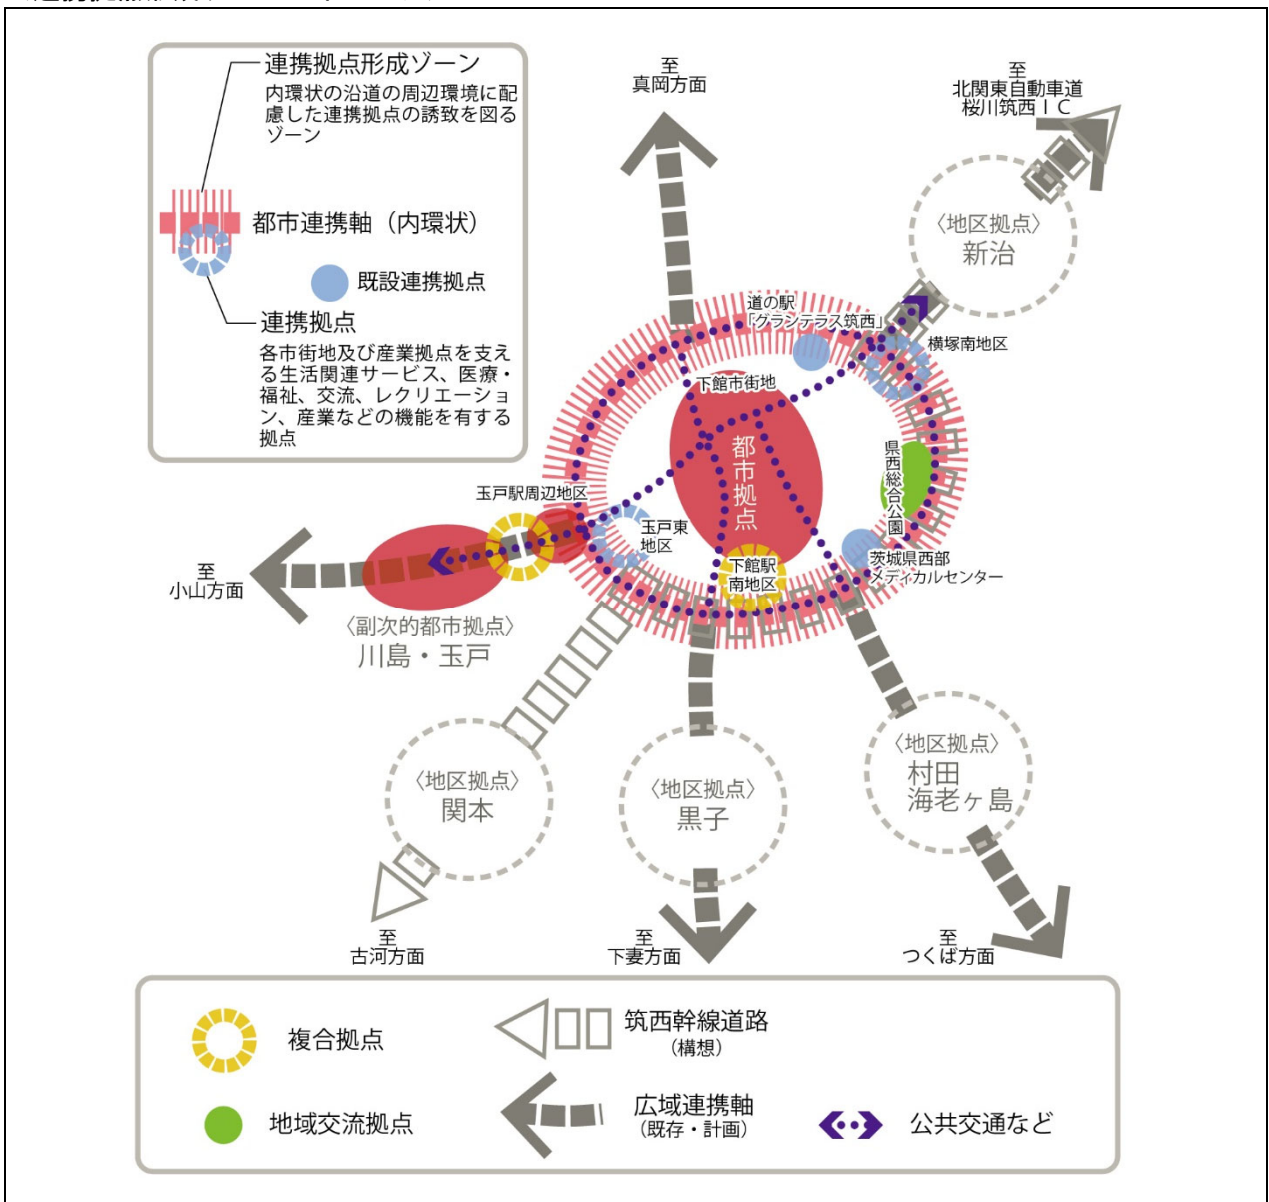 連携拠点形成ゾーン
内環状の沿道の周辺環境に配
慮した連携拠点の誘致を図る
ゾーン
都市連携軸（内環状）
既設連携拠点
連携拠点
各市街地及び産業拠点を支え
る生活関連サービス、医療・
福祉、交流、レクリエーショ
ン、産業などの機能を有する
拠点
至
真岡方面
至
北関東自動車道
桜川筑西ＩＣ
〈地区拠点〉
新治
道の駅
「グランテラス筑西」
横塚南地区
下館市街地
都市拠点
県西総合公園
玉戸駅周辺地区
玉戸東
地区
下館駅
南地区
茨城県西部
メディカルセンター
至
小山方面
〈副次的都市拠点〉
川島・玉戸
〈地区拠点〉
関本
〈地区拠点〉
黒子
〈地区拠点〉
村田
海老ヶ島
至
古河方面
至
下妻方面
至
つくば方面
複合拠点
筑西幹線道路
（構想）
地域交流拠点
広域連携軸
（既存・計画）
公共交通など